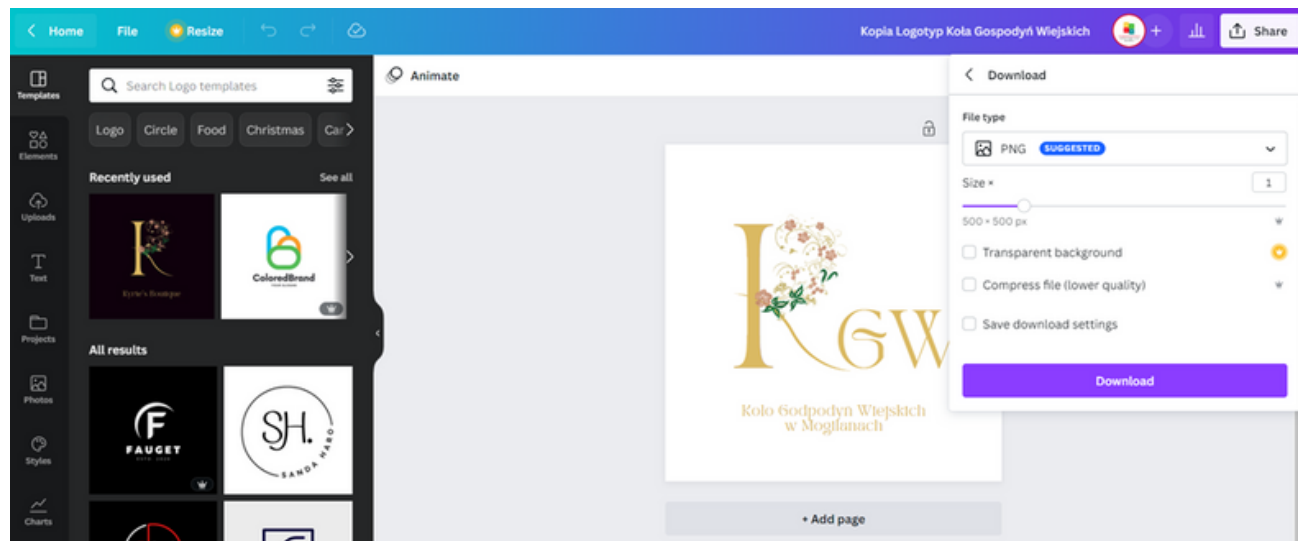 Home File Resize Kopia Logotyp Koła Gospodyń Wiejskich + Share
Templates
Elements
Uploads
Text
Projects
Photos
Styles
Charts
Search Logo templates
Logo Circle Food Christmas Car
Recently used See all
K
Kyrie's Boutique
ColoredBrand
All results
F
FAUGET
SH.
SANDA HARO
Animate
KGW
Koło Godpodyń Wiejskich
w Mogilanach
+ Add page
Download
File type
PNG SUGGESTED
Size × 1
500 × 500 px
Transparent background
Compress file (lower quality)
Save download settings
Download